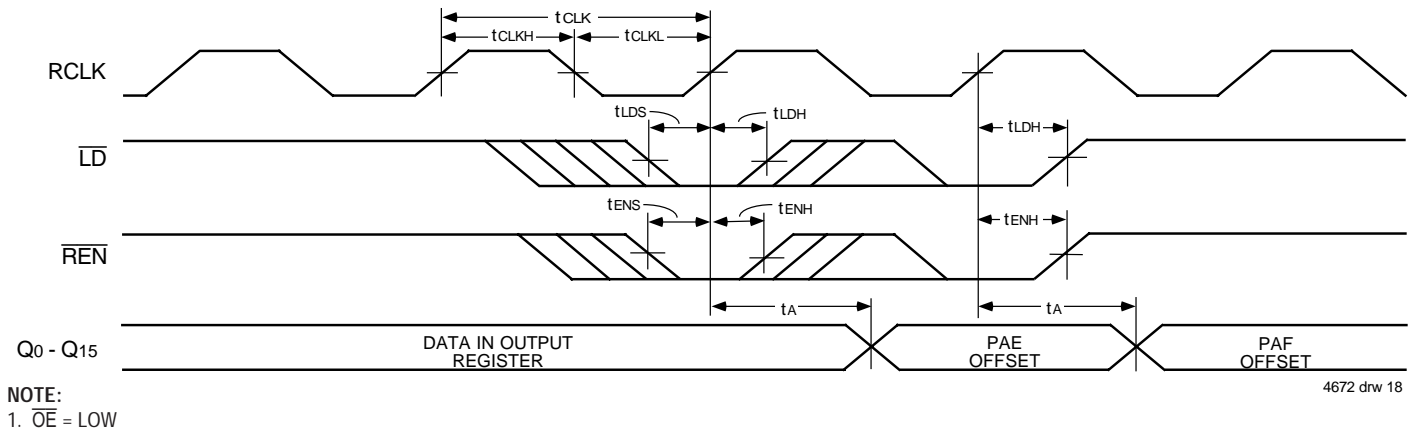 tCLK
tCLKH tCLKL
RCLK
tLDS tLDH tLDH
LD
tENS tENH tENH
REN
tA tA
Q0 - Q15 DATA IN OUTPUT REGISTER PAE OFFSET PAF OFFSET
4672 drw 18
NOTE:
1. OE = LOW